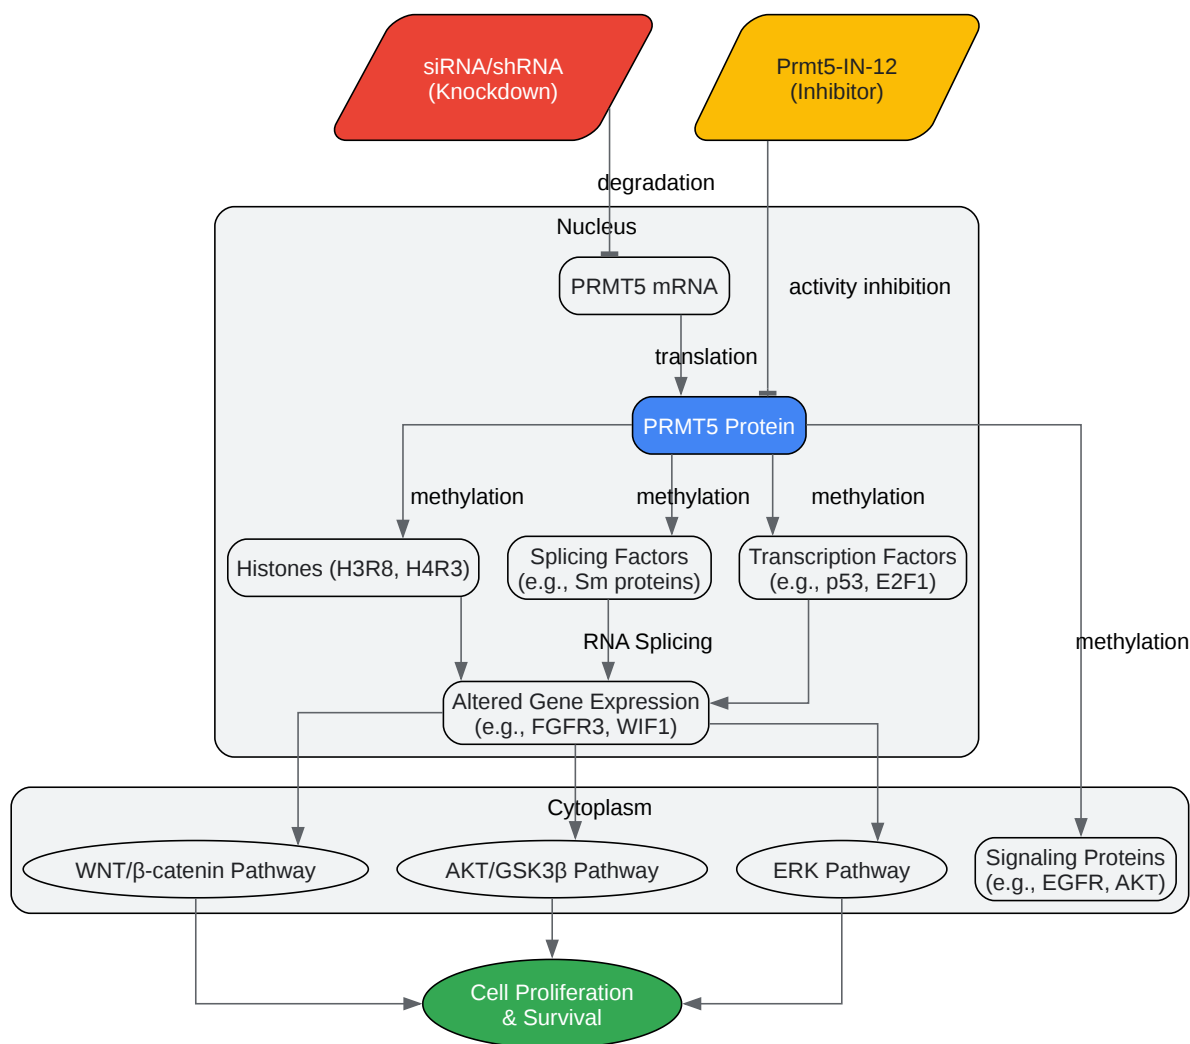 siRNA/shRNA
(Knockdown)
Prmt5-IN-12
(Inhibitor)
degradation
Nucleus
PRMT5 mRNA
activity inhibition
translation
PRMT5 Protein
methylation
methylation
methylation
Histones (H3R8, H4R3)
Splicing Factors
(e.g., Sm proteins)
Transcription Factors
(e.g., p53, E2F1)
RNA Splicing
methylation
Altered Gene Expression
(e.g., FGFR3, WIF1)
Cytoplasm
WNT/β-catenin Pathway
AKT/GSK3β Pathway
ERK Pathway
Signaling Proteins
(e.g., EGFR, AKT)
Cell Proliferation
& Survival